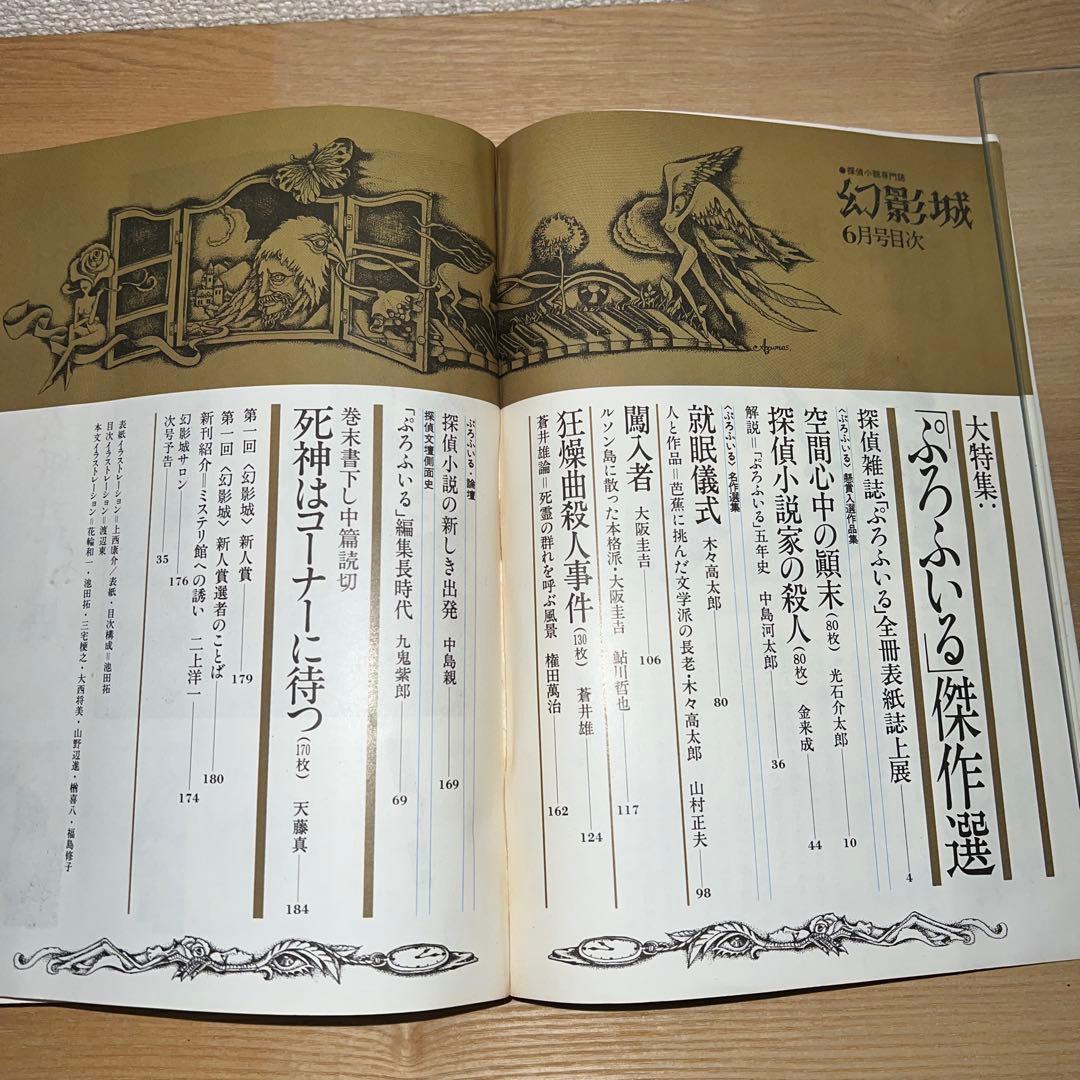 ●探偵小説専門誌
幻影城
6月号目次
大特集:
「ぷろふいる」傑作選
探偵雑誌「ぷろふいる」全冊表紙誌上展 4
〈ぷろふいる〉懸賞入選作品集
空間心中の顚末(80枚) 光石介太郎 10
探偵小説家の殺人(80枚) 金来成 44
解説=「ぷろふいる」五年史 中島河太郎 36
〈ぷろふいる〉名作選集
就眠儀式 木々高太郎 80
人と作品=芭蕉に挑んだ文学派の長老・木々高太郎 山村正夫 98
闖入者 大阪圭吉 106
ルソン島に散った本格派・大阪圭吉 鮎川哲也 117
狂燥曲殺人事件(130枚) 蒼井雄 124
蒼井雄論=死霊の群れを呼ぶ風景 権田萬治 162
ぷろふいる・論壇
探偵小説の新しき出発 中島親 169
探偵文壇側面史
「ぷろふいる」編集長時代 九鬼紫郎 69
巻末書下し中篇読切
死神はコーナーに待つ(170枚) 天藤真 184
第一回〈幻影城〉新人賞 179
第一回〈幻影城〉新人賞選者のことば 180
新刊紹介=ミステリ館への誘い 二上洋一 174
幻影城サロン 176
次号予告 35
表紙イラストレーション=上西康介/表紙・目次構成=池田拓
目次イラストレーション=渡辺東
本文イラストレーション=花輪和一・池田拓・三宅榎之・大西将美・山野辺進・楢喜八・福島修子